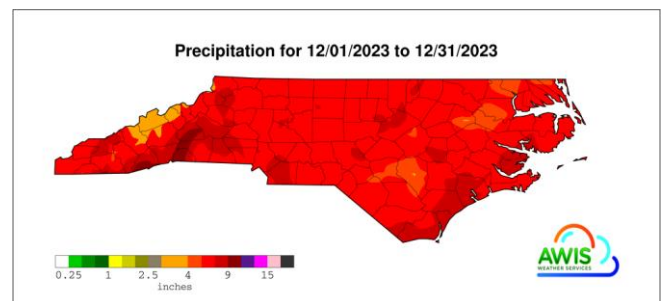 Precipitation for 12/01/2023 to 12/31/2023
0.25 1 2.5 4 9 15
inches
AWIS
WEATHER SERVICES